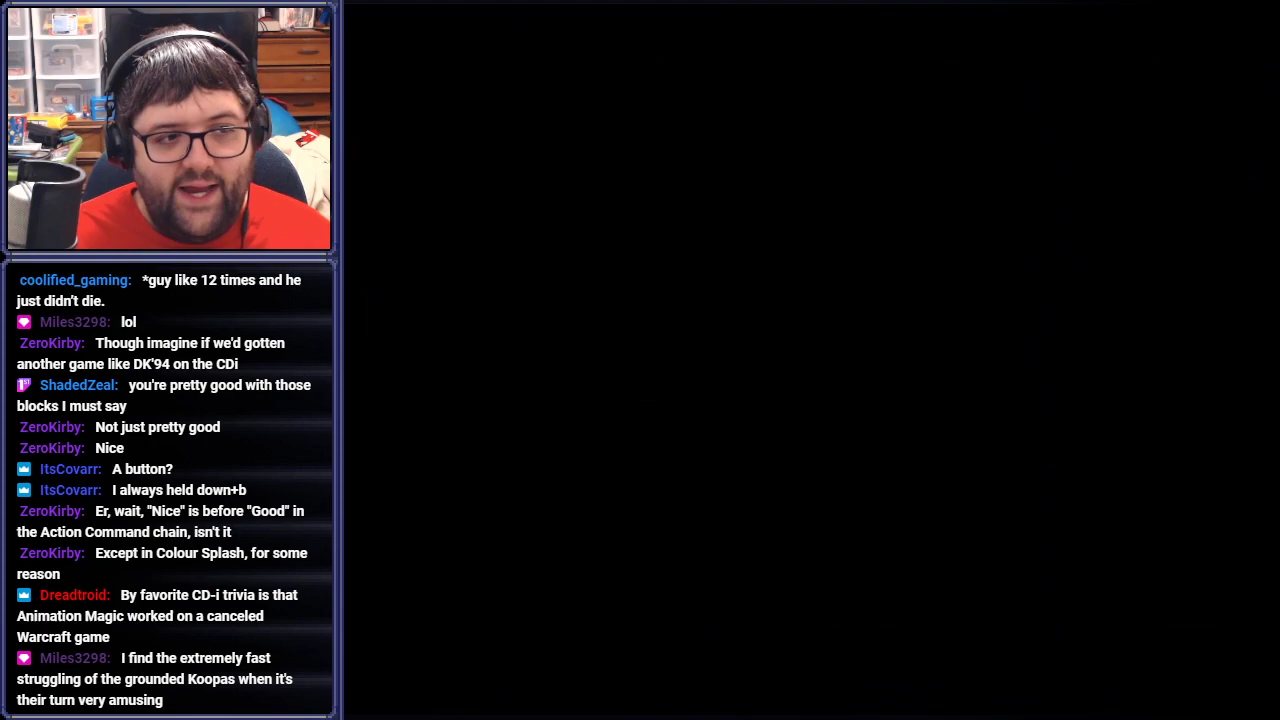 coolified_gaming: *guy like 12 times and he
just didn't die.
Miles3298: lol
ZeroKirby: Though imagine if we'd gotten
another game like DK'94 on the CDi
ShadedZeal: you're pretty good with those
blocks I must say
ZeroKirby: Not just pretty good
ZeroKirby: Nice
ItsCovarr: A button?
ItsCovarr: I always held down+b
ZeroKirby: Er, wait, "Nice" is before "Good" in
the Action Command chain, isn't it
ZeroKirby: Except in Colour Splash, for some
reason
Dreadtroid: By favorite CD-i trivia is that
Animation Magic worked on a canceled
Warcraft game
Miles3298: I find the extremely fast
struggling of the grounded Koopas when it's
their turn very amusing